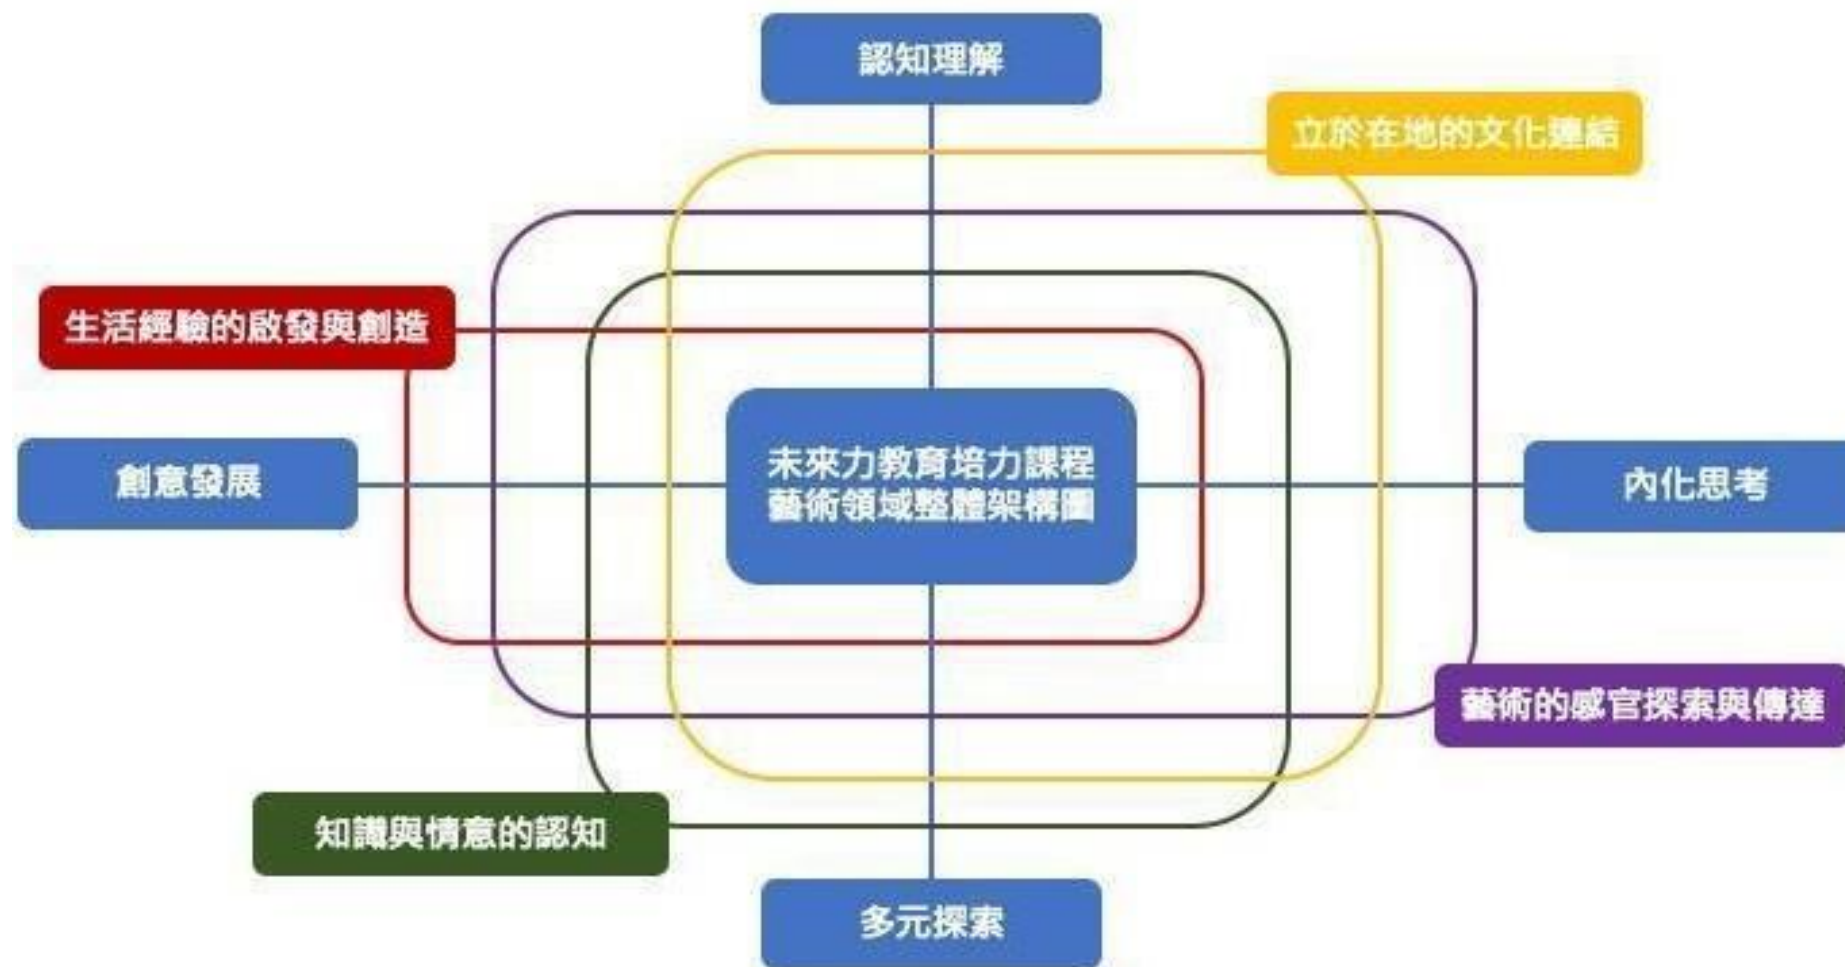 認知理解
立於在地的文化連結
生活經驗的啟發與創造
創意發展
未來力教育培力課程
藝術領域整體架構圖
內化思考
藝術的感官探索與傳達
知識與情意的認知
多元探索